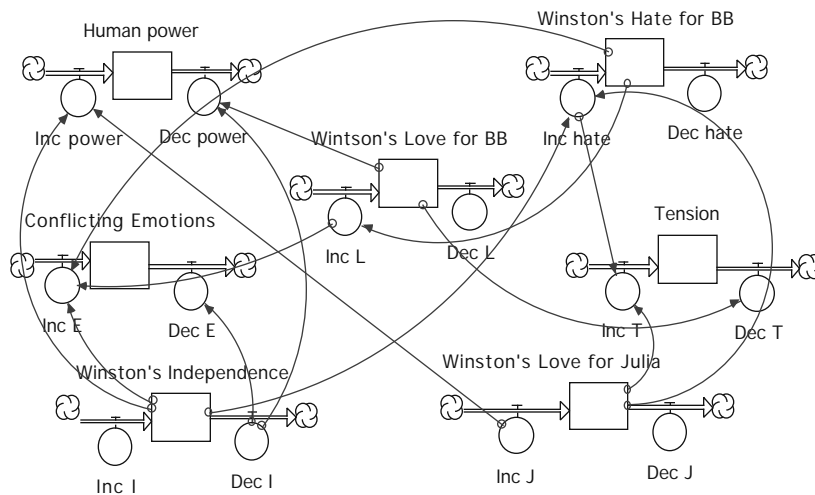 Winston's Hate for BB
Human power
Inc power
Dec power
Inc hate
Dec hate
Wintson's Love for BB
Conflicting Emotions
Tension
Inc L
Dec L
Inc E
Dec E
Inc T
Dec T
Winston's Independence
Winston's Love for Julia
Inc I
Dec I
Inc J
Dec J